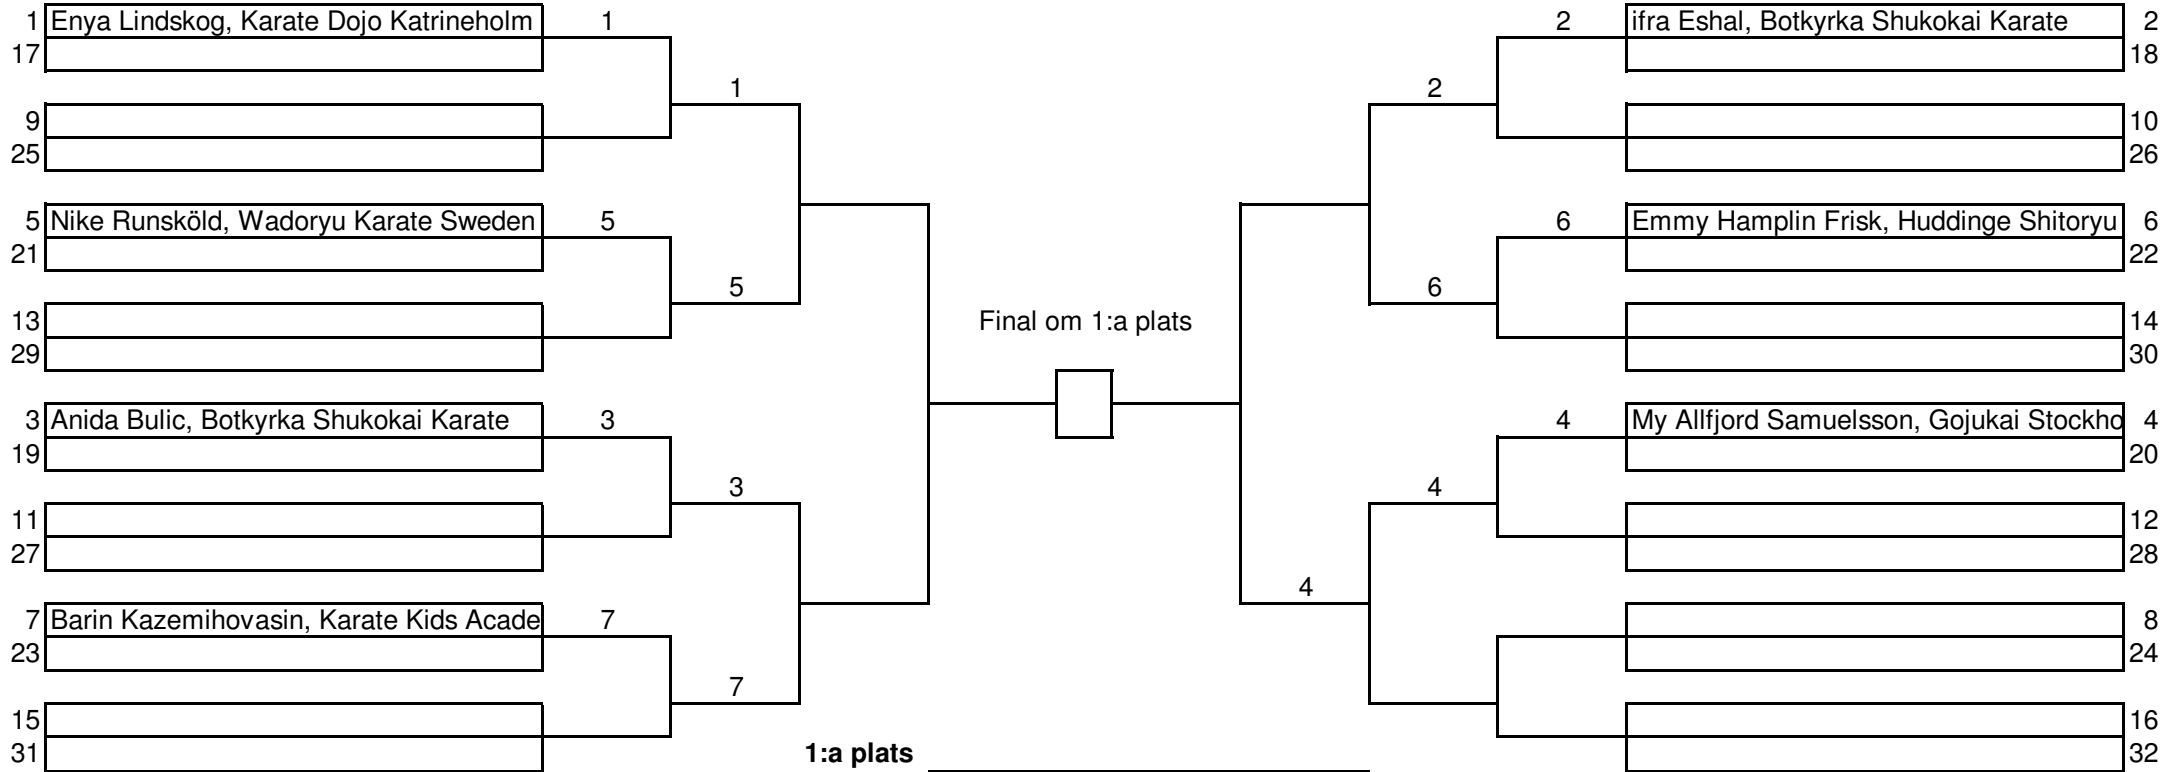 1 Enya Lindskog, Karate Dojo Katrineholm 1 2 ifra Eshal, Botkyrka Shukokai Karate 2
17 18
1 2
9 10
25 26
5 Nike Runsköld, Wadoryu Karate Sweden 5 6 Emmy Hamplin Frisk, Huddinge Shitoryu 6
21 22
5 6
13 Final om 1:a plats 14
29 30
3 Anida Bulic, Botkyrka Shukokai Karate 3 4 My Allfjord Samuelsson, Gojukai Stockho 4
19 20
3 4
11 12
27 28
4
7 Barin Kazemihovasin, Karate Kids Acade 7 8
23 24
7
15 16
31 1:a plats 32